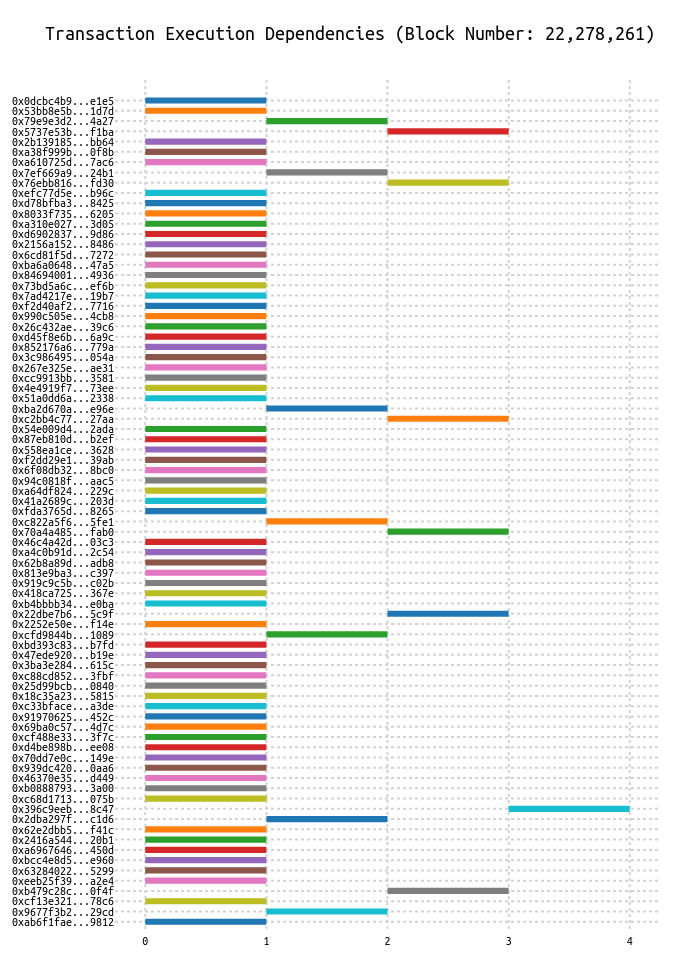 Transaction Execution Dependencies (Block Number: 22,278,261)
0x0dcbc4b9...e1e5
0x53bb8e5b...1d7d
0x79e9e3d2...4a27
0x5737e53b...f1ba
0x2b139185...bb64
0xa38f999b...0f8b
0xa610725d...7ac6
0x7ef669a9...24b1
0x76ebb816...fd30
0xefc77d5e...b96c
0xd78bfba3...8425
0x8033f735...6205
0xa310e027...3d05
0xd6902837...9d86
0x2156a152...8486
0x6cd81f5d...7272
0xba6a0648...47a5
0x84694001...4936
0x73bd5a6c...ef6b
0x7ad4217e...19b7
0xf2d40af2...7716
0x990c505e...4cb8
0x26c432ae...39c6
0xd45f8e6b...6a9c
0x852176a6...779a
0x3c986495...054a
0x267e325e...ae31
0xcc9913bb...3581
0x4e4919f7...73ee
0x51a0dd6a...2338
0xba2d670a...e96e
0xc2bb4c77...27aa
0x54e009d4...2ada
0x87eb810d...b2ef
0x558ea1ce...3628
0xf2dd29e1...39ab
0x6f08db32...8bc0
0x94c0818f...aac5
0xa64df824...229c
0x41a2689c...203d
0xfda3765d...8265
0xc822a5f6...5fe1
0x70a4a485...fab0
0x46c4a42d...03c3
0xa4c0b91d...2c54
0x62b8a89d...adb8
0x813e9ba3...c397
0x919c9c5b...c02b
0x418ca725...367e
0xb4bbbb34...e0ba
0x22dbe7b6...5c9f
0x2252e50e...f14e
0xcfd9844b...1089
0xbd393c83...b7fd
0x47ede920...b19e
0x3ba3e284...615c
0xc88cd852...3fbf
0x25d99bcb...0840
0x18c35a23...5815
0xc33bface...a3de
0x91970625...452c
0x69ba0c57...4d7c
0xcf488e33...3f7c
0xd4be898b...ee08
0x70dd7e0c...149e
0x939dc420...0aa6
0x46370e35...d449
0xb0888793...3a00
0xc68d1713...075b
0x396c9eeb...8c47
0x2dba297f...c1d6
0x62e2dbb5...f41c
0x2416a544...20b1
0xa6967646...450d
0xbcc4e8d5...e960
0x63284022...5299
0xeeb25f39...a2e4
0xb479c28c...0f4f
0xcf13e321...78c6
0x9677f3b2...29cd
0xab6f1fae...9812
0 1 2 3 4